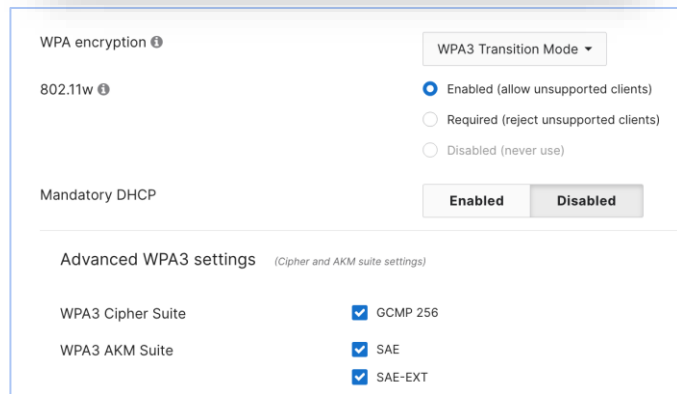 WPA encryption
WPA3 Transition Mode
802.11w
Enabled (allow unsupported clients)
Required (reject unsupported clients)
Disabled (never use)
Mandatory DHCP
Enabled Disabled
Advanced WPA3 settings (Cipher and AKM suite settings)
WPA3 Cipher Suite GCMP 256
WPA3 AKM Suite SAE
SAE-EXT